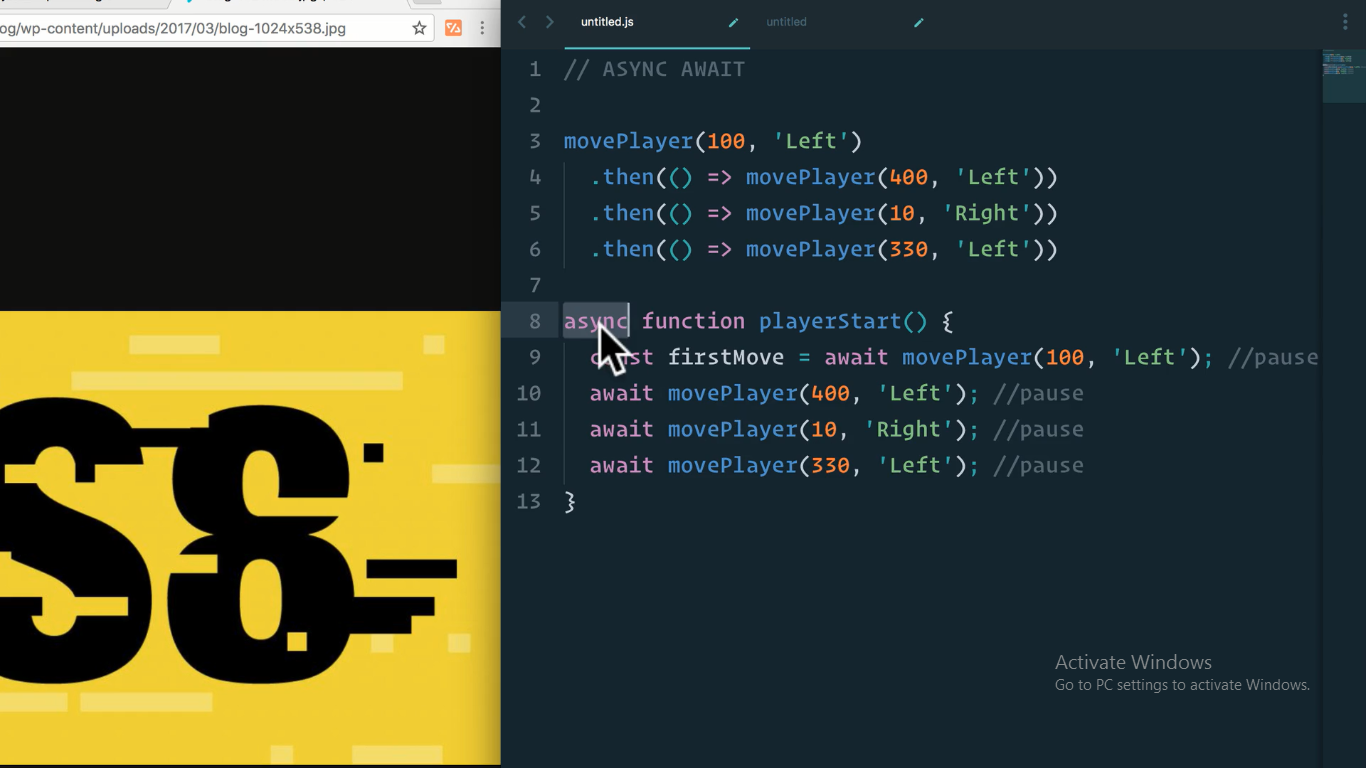 og/wp-content/uploads/2017/03/blog-1024x538.jpg
S8
untitled.js
untitled
1 // ASYNC AWAIT
2
3 movePlayer(100, 'Left')
4 .then(() => movePlayer(400, 'Left'))
5 .then(() => movePlayer(10, 'Right'))
6 .then(() => movePlayer(330, 'Left'))
7
8 async function playerStart() {
9 const firstMove = await movePlayer(100, 'Left'); //pause
10 await movePlayer(400, 'Left'); //pause
11 await movePlayer(10, 'Right'); //pause
12 await movePlayer(330, 'Left'); //pause
13 }
Activate Windows
Go to PC settings to activate Windows.